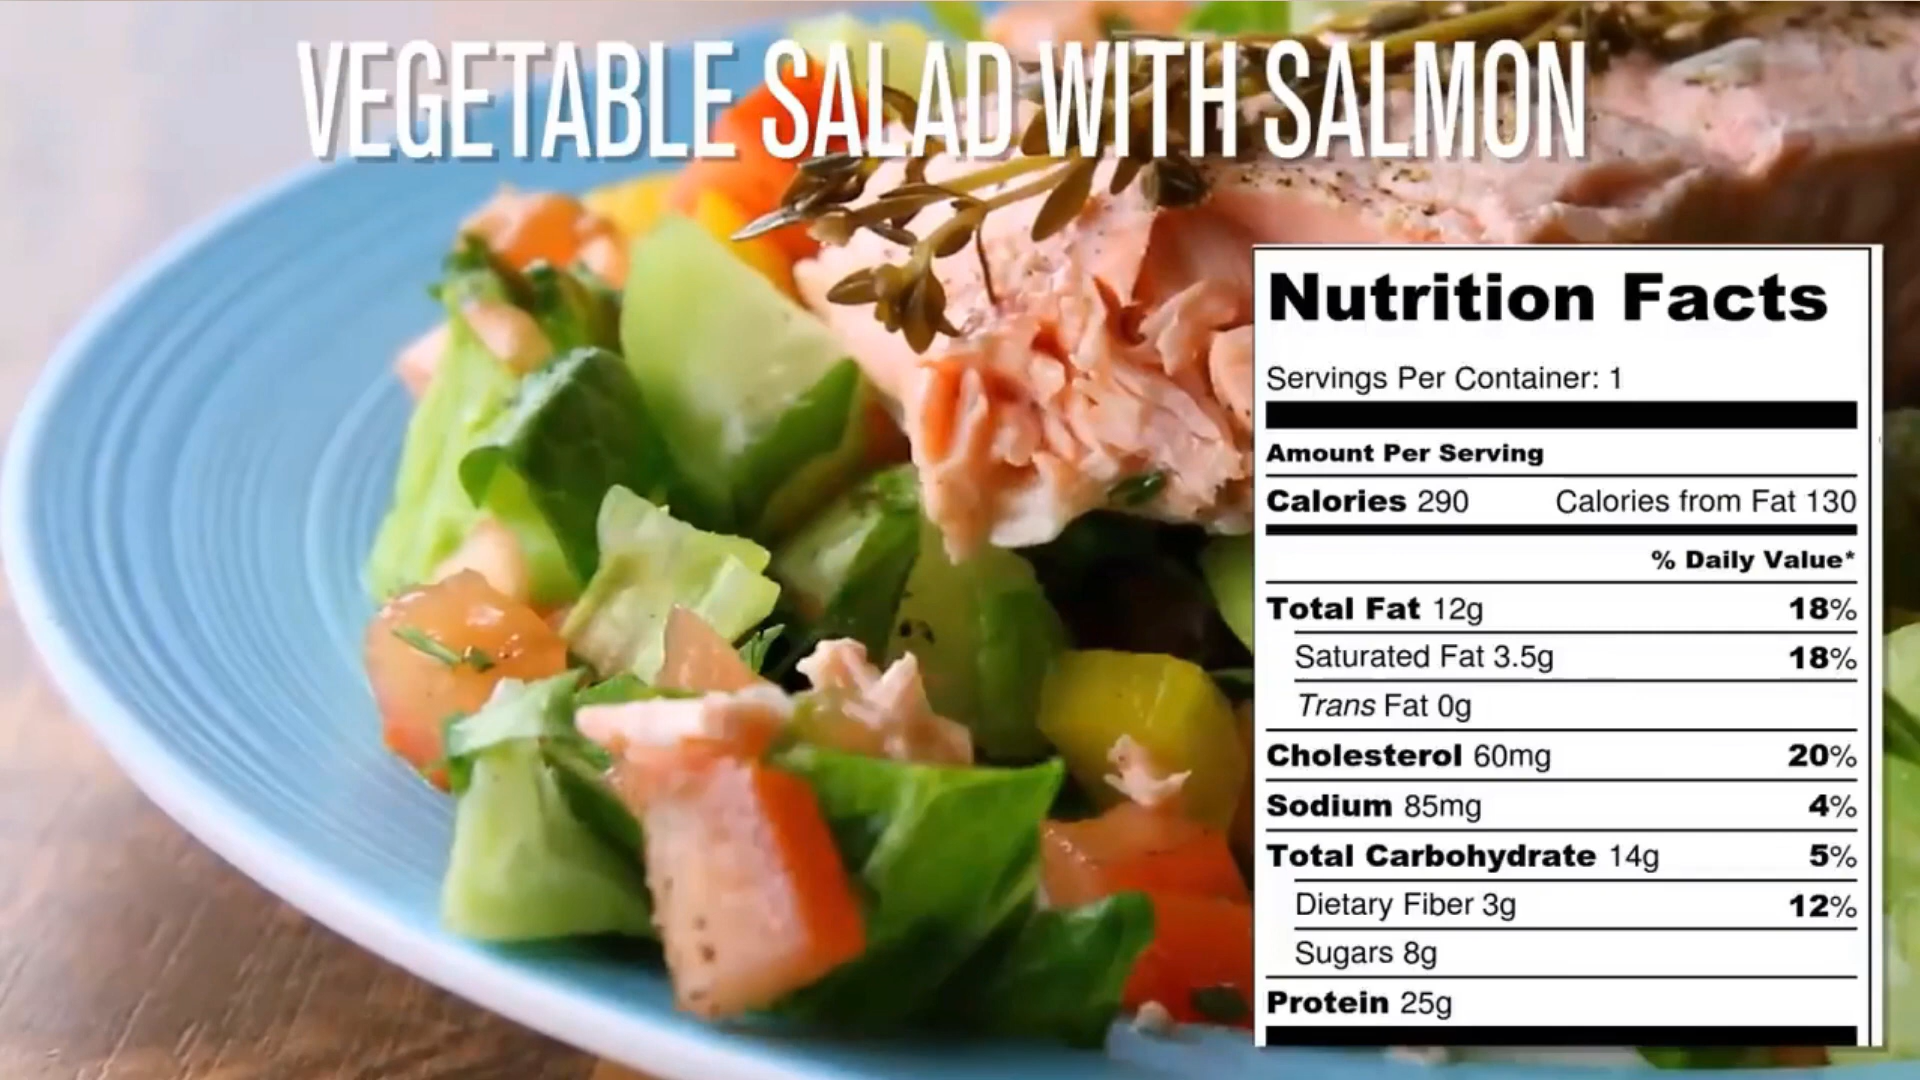 VEGETABLE SALAD WITH SALMON
Nutrition Facts
Servings Per Container: 1
Amount Per Serving
Calories 290 Calories from Fat 130
% Daily Value*
Total Fat 12g 18%
Saturated Fat 3.5g 18%
Trans Fat 0g
Cholesterol 60mg 20%
Sodium 85mg 4%
Total Carbohydrate 14g 5%
Dietary Fiber 3g 12%
Sugars 8g
Protein 25g